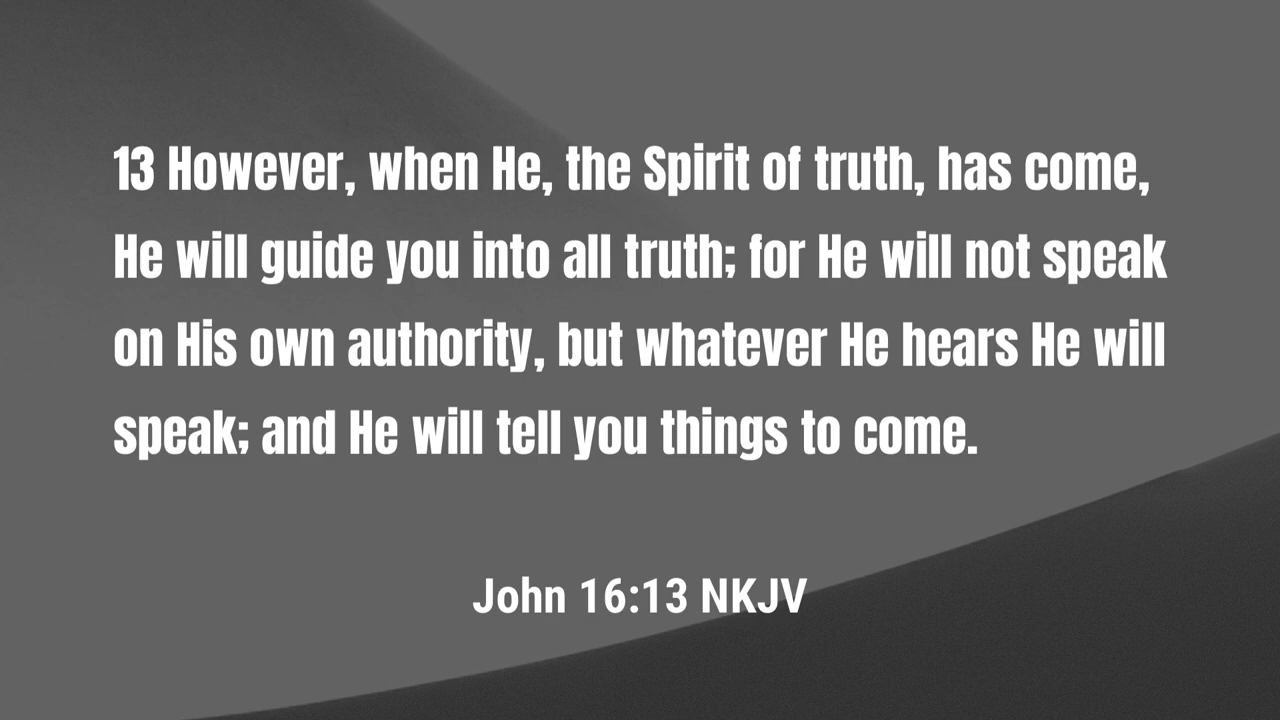 13 However, when He, the Spirit of truth, has come,
He will guide you into all truth; for He will not speak
on His own authority, but whatever He hears He will
speak; and He will tell you things to come.
John 16:13 NKJV